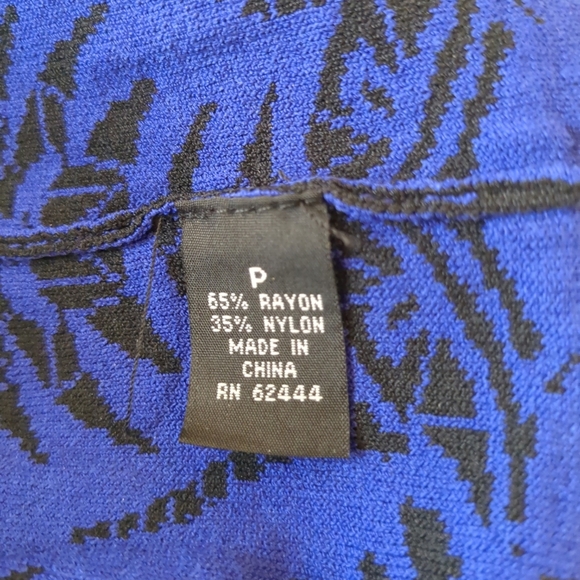 P
65% RAYON
35% NYLON
MADE IN
CHINA
RN 62444